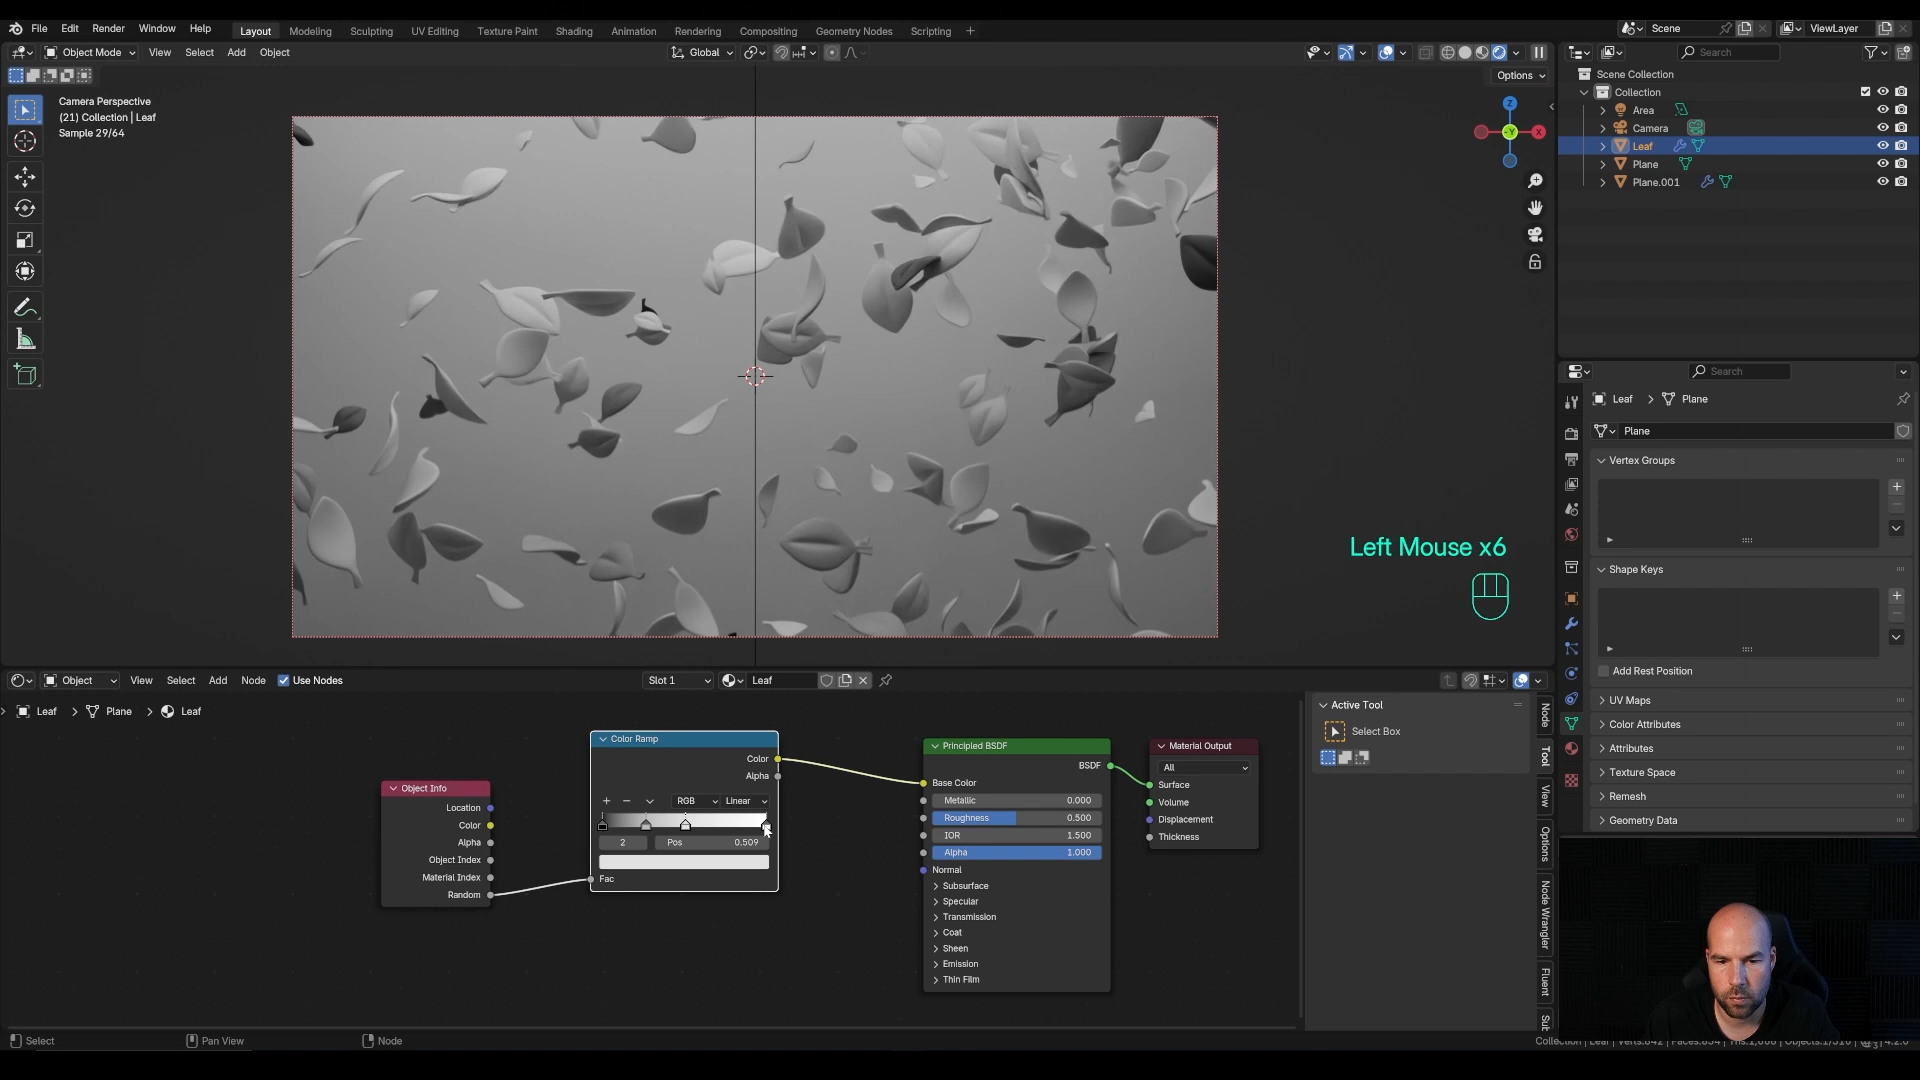 File Edit Render Window Help Layout Modeling Sculpting UV Editing Texture Paint Shading Animation Rendering Compositing Geometry Nodes Scripting + Scene ViewLayer
Object Mode View Select Add Object Global Search
Options
Camera Perspective
(21) Collection | Leaf
Sample 29/64
Z
-Y
X
Left Mouse x6
Scene Collection
Collection
Area
Camera
Leaf
Plane
Plane.001
Search
Leaf Plane
Plane
Vertex Groups
Shape Keys
Add Rest Position
UV Maps
Color Attributes
Attributes
Texture Space
Remesh
Geometry Data
Object View Select Add Node Use Nodes Slot 1 Leaf
Leaf Plane Leaf
Object Info
Location
Color
Alpha
Object Index
Material Index
Random
Color Ramp
Color
Alpha
RGB Linear
2 Pos 0.509
Fac
Principled BSDF
BSDF
Base Color
Metallic 0.000
Roughness 0.500
IOR 1.500
Alpha 1.000
Normal
Subsurface
Specular
Transmission
Coat
Sheen
Emission
Thin Film
Material Output
All
Surface
Volume
Displacement
Thickness
Active Tool
Select Box
Node
Tool
View
Options
Node Wrangler
Fluent
Select Pan View Node